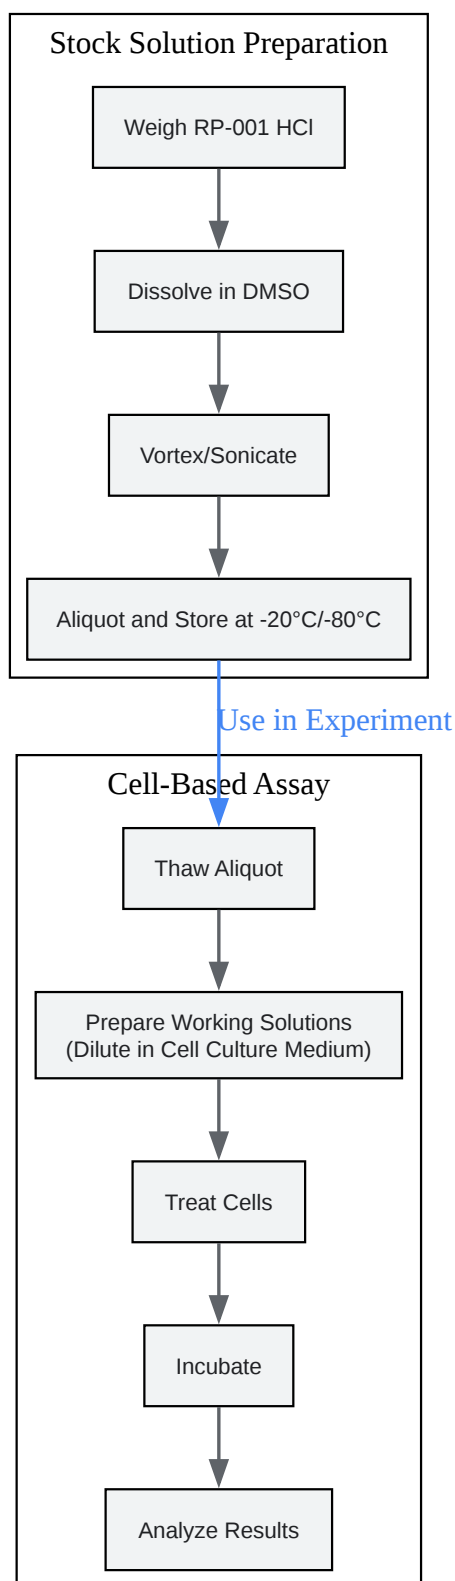 Stock Solution Preparation
Weigh RP-001 HCl
Dissolve in DMSO
Vortex/Sonicate
Aliquot and Store at -20°C/-80°C
Use in Experiment
Cell-Based Assay
Thaw Aliquot
Prepare Working Solutions
(Dilute in Cell Culture Medium)
Treat Cells
Incubate
Analyze Results